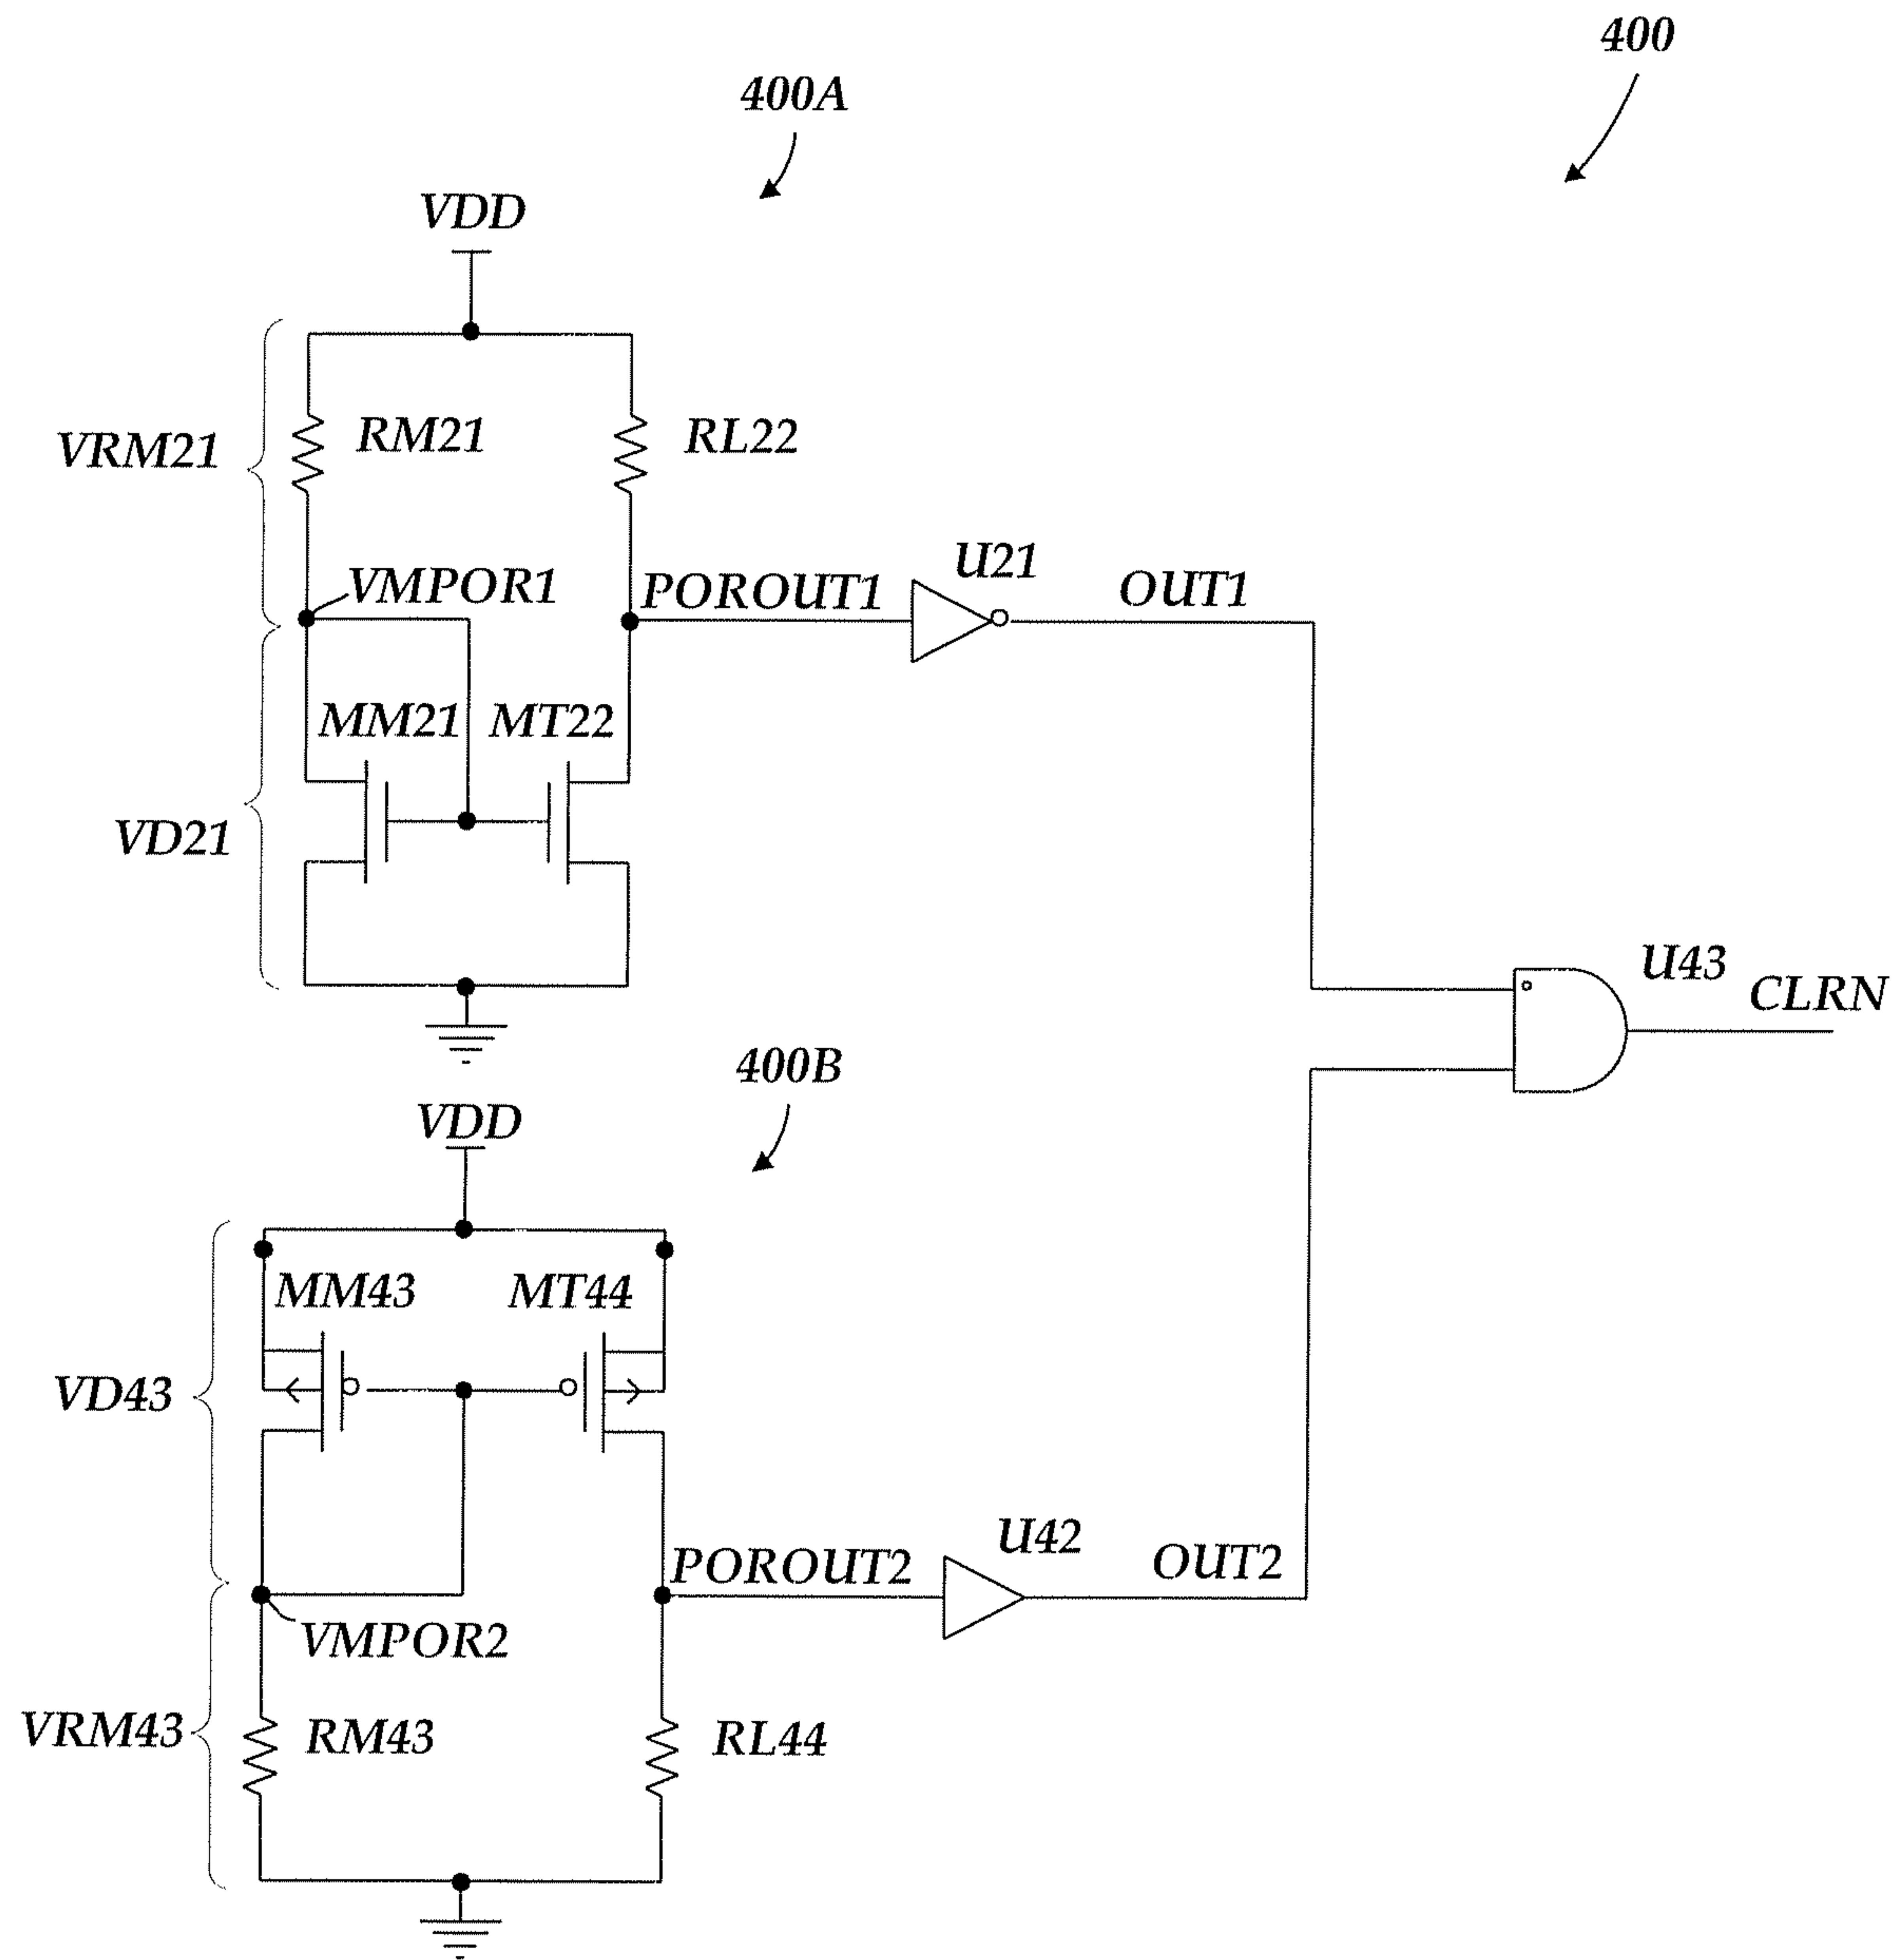 400
400A
VDD
VRM21
RM21
RL22
VMPOR1
POROUT1
U21
OUT1
MM21
MT22
VD21
U43
CLRN
400B
VDD
MM43
MT44
VD43
POROUT2
U42
OUT2
VMPOR2
VRM43
RM43
RL44